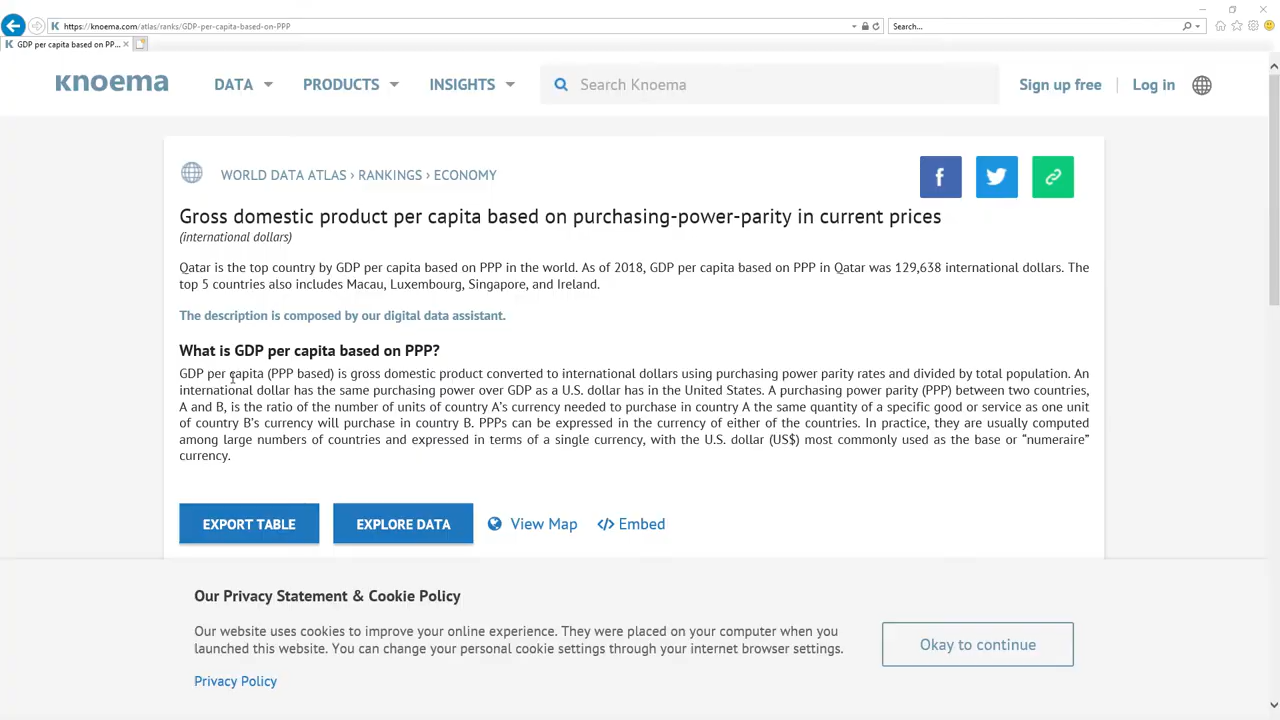 https://knoema.com/atlas/ranks/GDP-per-capita-based-on-PPP
Search...
GDP per capita based on PP...
knoema
DATA
PRODUCTS
INSIGHTS
Search Knoema
Sign up free
Log in
WORLD DATA ATLAS › RANKINGS › ECONOMY
Gross domestic product per capita based on purchasing-power-parity in current prices
(international dollars)
Qatar is the top country by GDP per capita based on PPP in the world. As of 2018, GDP per capita based on PPP in Qatar was 129,638 international dollars. The
top 5 countries also includes Macau, Luxembourg, Singapore, and Ireland.
The description is composed by our digital data assistant.
What is GDP per capita based on PPP?
GDP per capita (PPP based) is gross domestic product converted to international dollars using purchasing power parity rates and divided by total population. An
international dollar has the same purchasing power over GDP as a U.S. dollar has in the United States. A purchasing power parity (PPP) between two countries,
A and B, is the ratio of the number of units of country A’s currency needed to purchase in country A the same quantity of a specific good or service as one unit
of country B’s currency will purchase in country B. PPPs can be expressed in the currency of either of the countries. In practice, they are usually computed
among large numbers of countries and expressed in terms of a single currency, with the U.S. dollar (US$) most commonly used as the base or “numeraire”
currency.
EXPORT TABLE
EXPLORE DATA
View Map
</> Embed
Our Privacy Statement & Cookie Policy
Our website uses cookies to improve your online experience. They were placed on your computer when you
launched this website. You can change your personal cookie settings through your internet browser settings.
Okay to continue
Privacy Policy